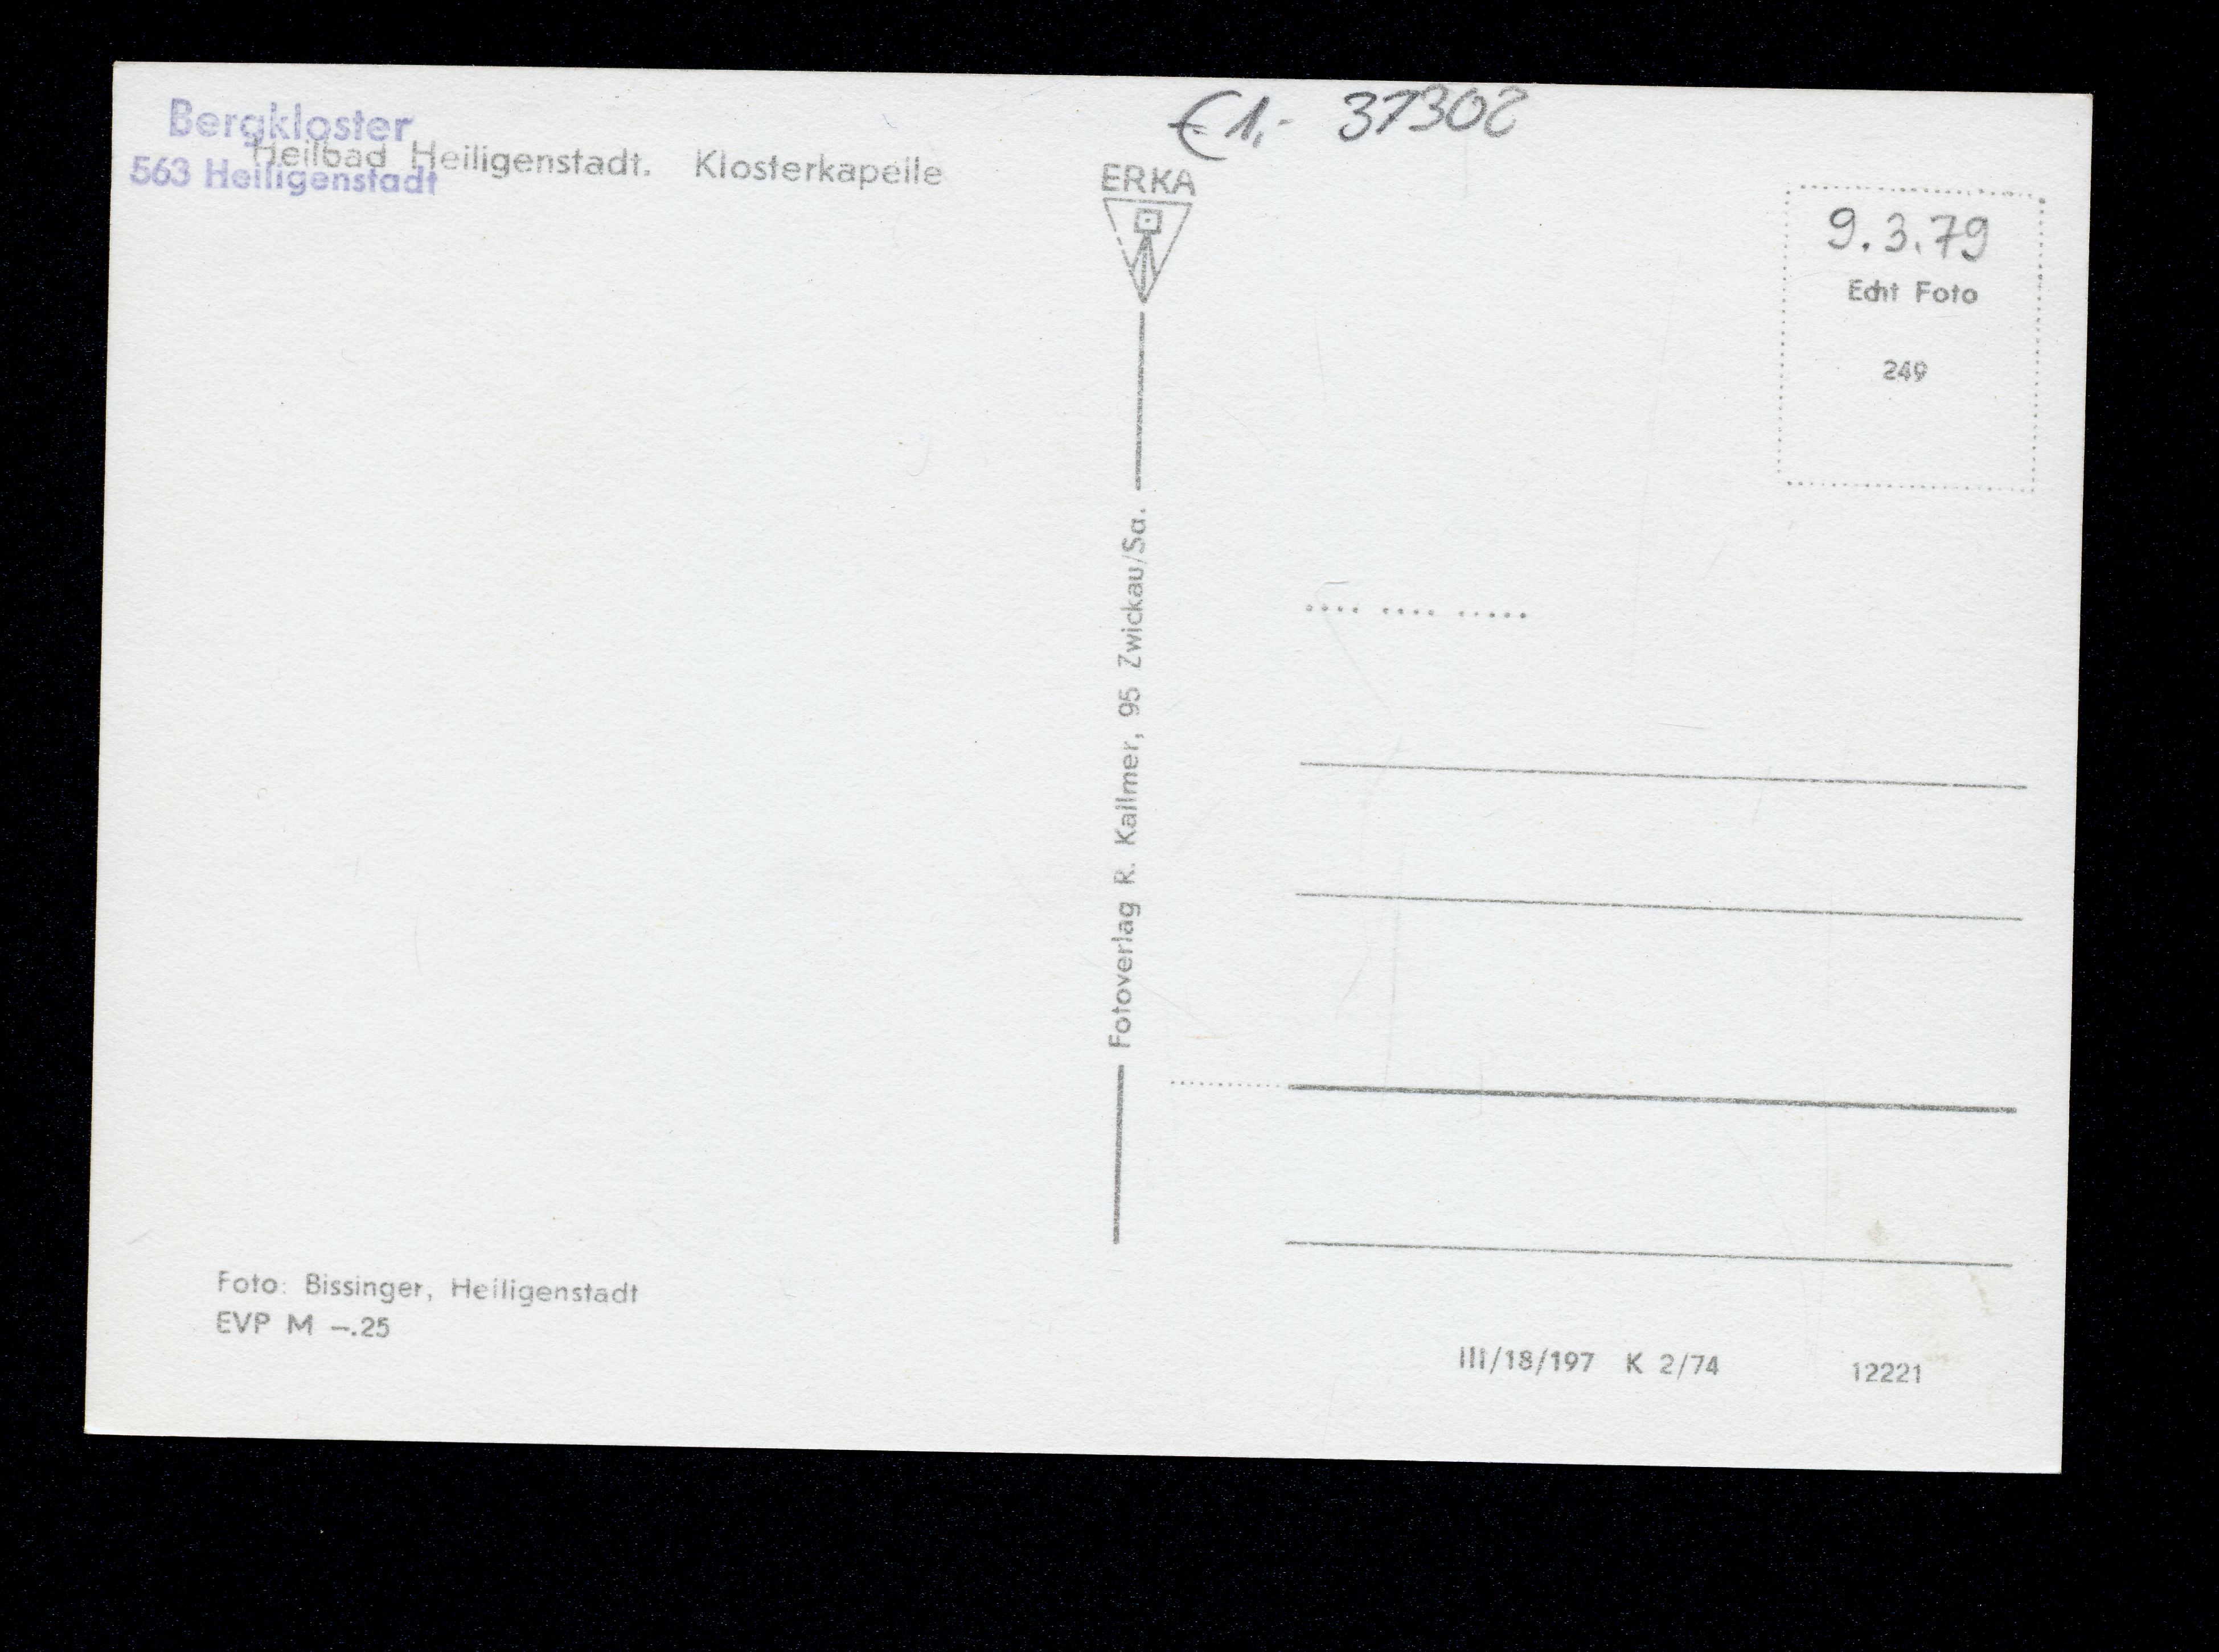 Bergkloster
563 Heiligenstadt
Heilbad Heiligenstadt. Klosterkapelle
€ 1,- 37302
ERKA
9.3.79
Echt Foto
249
Fotoverlag R. Kallmer, 95 Zwickau/Sa.
Foto: Bissinger, Heiligenstadt
EVP M –.25
III/18/197 K 2/74 12221